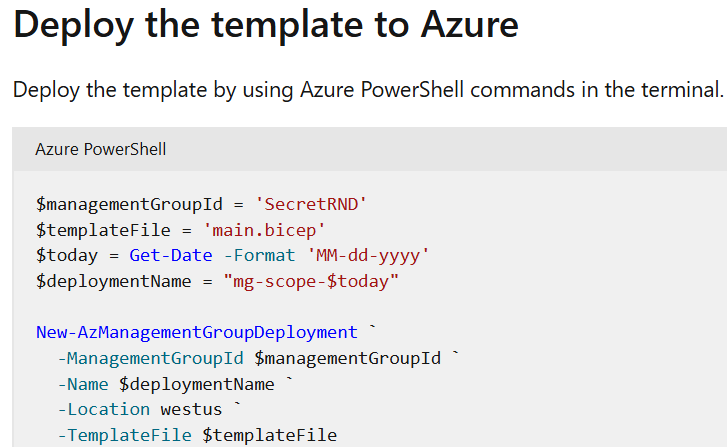 Deploy the template to Azure
Deploy the template by using Azure PowerShell commands in the terminal.
Azure PowerShell
$managementGroupId = 'SecretRND'
$templateFile = 'main.bicep'
$today = Get-Date -Format 'MM-dd-yyyy'
$deploymentName = "mg-scope-$today"
New-AzManagementGroupDeployment `
-ManagementGroupId $managementGroupId `
-Name $deploymentName `
-Location westus `
-TemplateFile $templateFile